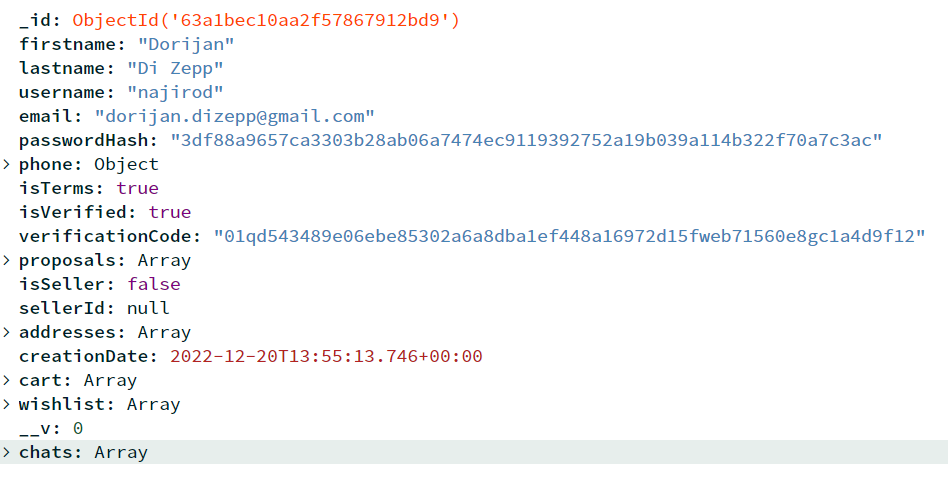 _id: ObjectId('63a1bec10aa2f57867912bd9')
firstname: "Dorijan"
lastname: "Di Zepp"
username: "najirod"
email: "dorijan.dizepp@gmail.com"
passwordHash: "3df88a9657ca3303b28ab06a7474ec9119392752a19b039a114b322f70a7c3ac"
> phone: Object
isTerms: true
isVerified: true
verificationCode: "01qd543489e06ebe85302a6a8dba1ef448a16972d15fweb71560e8gc1a4d9f12"
> proposals: Array
isSeller: false
sellerId: null
> addresses: Array
creationDate: 2022-12-20T13:55:13.746+00:00
> cart: Array
> wishlist: Array
__v: 0
> chats: Array